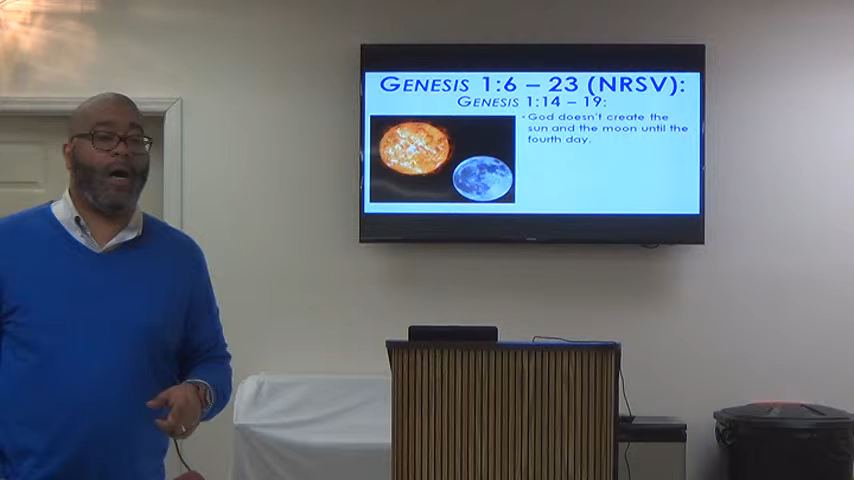 GENESIS 1:6 – 23 (NRSV):
GENESIS 1:14 – 19:
• God doesn't create the
sun and the moon until the
fourth day.